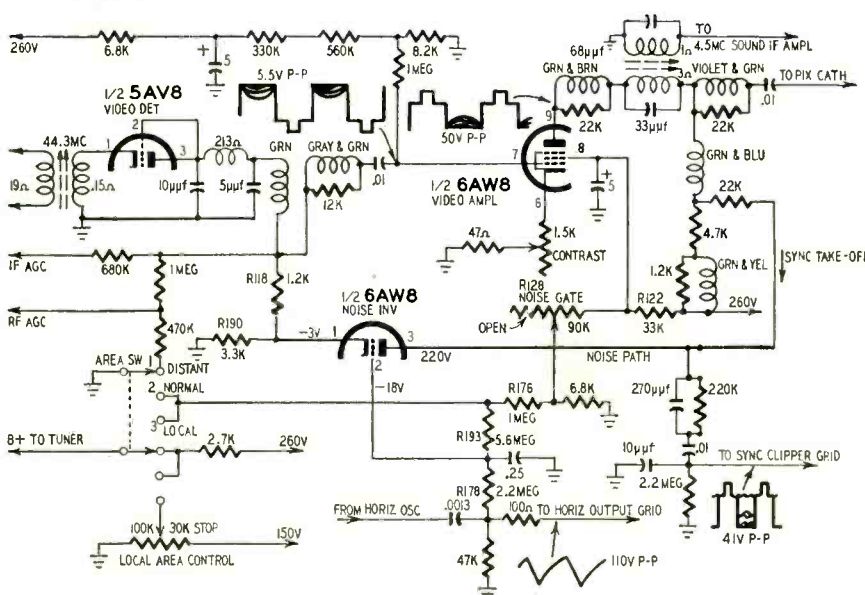 260V
6.8K
+
5
330K
560K
8.2K
1MEG
5.5V P-P
1/2 5AV8
VIDEO DET
44.3MC
19Ω
.15Ω
1
2
3
10μμf
213Ω
5μμf
GRN
GRAY & GRN
12K
.01
50V P-P
68μμf
GRN & BRN
22K
TO
4.5MC SOUND IF AMPL
1Ω
3Ω
33μμf
VIOLET & GRN
22K
.01
TO PIX CATH
9
7
8
6
1/2 6AW8
VIDEO AMPL
+
5
47Ω
1.5K
CONTRAST
GRN & BLU
22K
4.7K
SYNC TAKE-OFF
1.2K
GRN & YEL
260V
IF AGC
680K
1MEG
RF AGC
470K
R118
1.2K
R190
3.3K
1/2 6AW8
NOISE INV
-3V
1
2
3
220V
-18V
R128
NOISE GATE
OPEN
90K
R122
33K
NOISE PATH
AREA SW
1
DISTANT
2
NORMAL
3
LOCAL
B+ TO TUNER
2.7K
260V
100K
30K STOP
150V
LOCAL AREA CONTROL
R176
1MEG
6.8K
R193
5.6MEG
.25
R178
2.2MEG
FROM HORIZ OSC
.0013
100Ω
TO HORIZ OUTPUT GRID
47K
110V P-P
270μμf
220K
10μμf
.01
TO SYNC CLIPPER GRID
2.2MEG
41V P-P